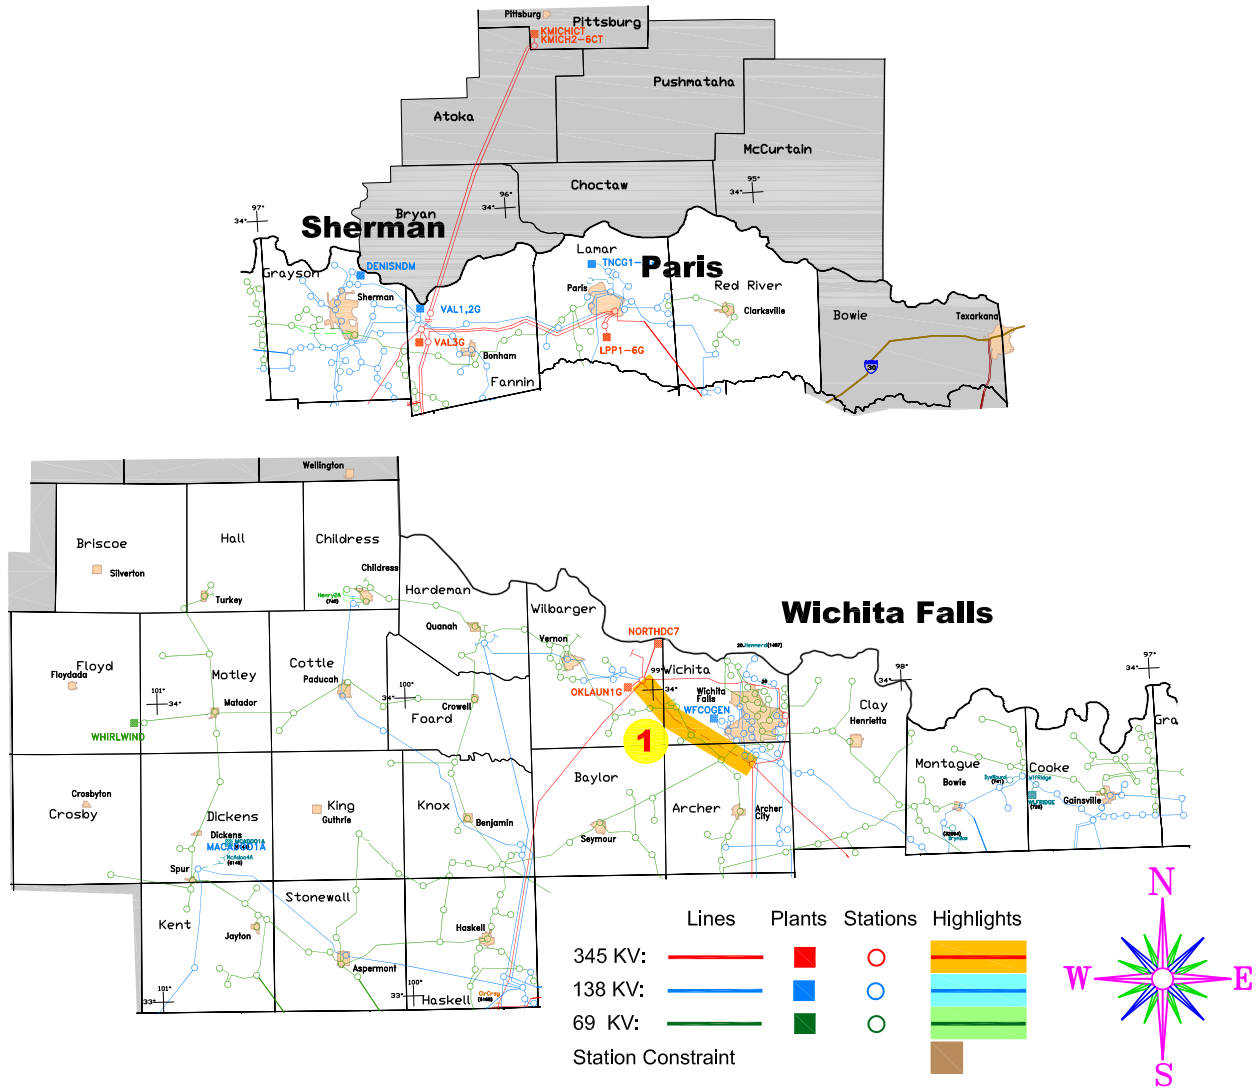 Pittsburg
Pittsburg
KMICHICT
KMICH2-6CT
Pushmataha
Atoka
McCurtain
Choctaw
95°
34°
96°
34°
97°
34°
Bryan
Sherman
Lamar
Paris
Grayson
DENISNDM
TNCG1-
Paris
Red River
Sherman
VAL1,2G
Clarksville
Bowie
Texarkana
VAL3G
Bonham
LPP1-6G
Fannin
30
Wellington
Briscoe
Hall
Childress
Silverton
Childress
Turkey
Henry2A
Hardeman
Wilbarger
Wichita Falls
Quanah
Vernon
NORTHDC7
Floyd
Floydada
Motley
Cottle
Paducah
Wichita
99°
34°
98°
34°
97°
34°
101°
34°
100°
34°
OKLAUN1G
Wichita
Falls
WFCOGEN
Clay
Henrietta
Matador
Crowell
Foard
WHIRLWIND
1
Gra
Montague
Bowie
Cooke
Gainsville
Baylor
Archer
Archer
City
Crosbyton
Crosby
Dickens
Dickens
MACADOO1A
King
Guthrie
Knox
Benjamin
Seymour
McAdoo4A
Spur
Stonewall
Kent
Jayton
Haskell
Aspermont
Haskell
101°
33°
100°
33°
Lines Plants Stations Highlights
345 KV:
138 KV:
69 KV:
Station Constraint
N
W E
S